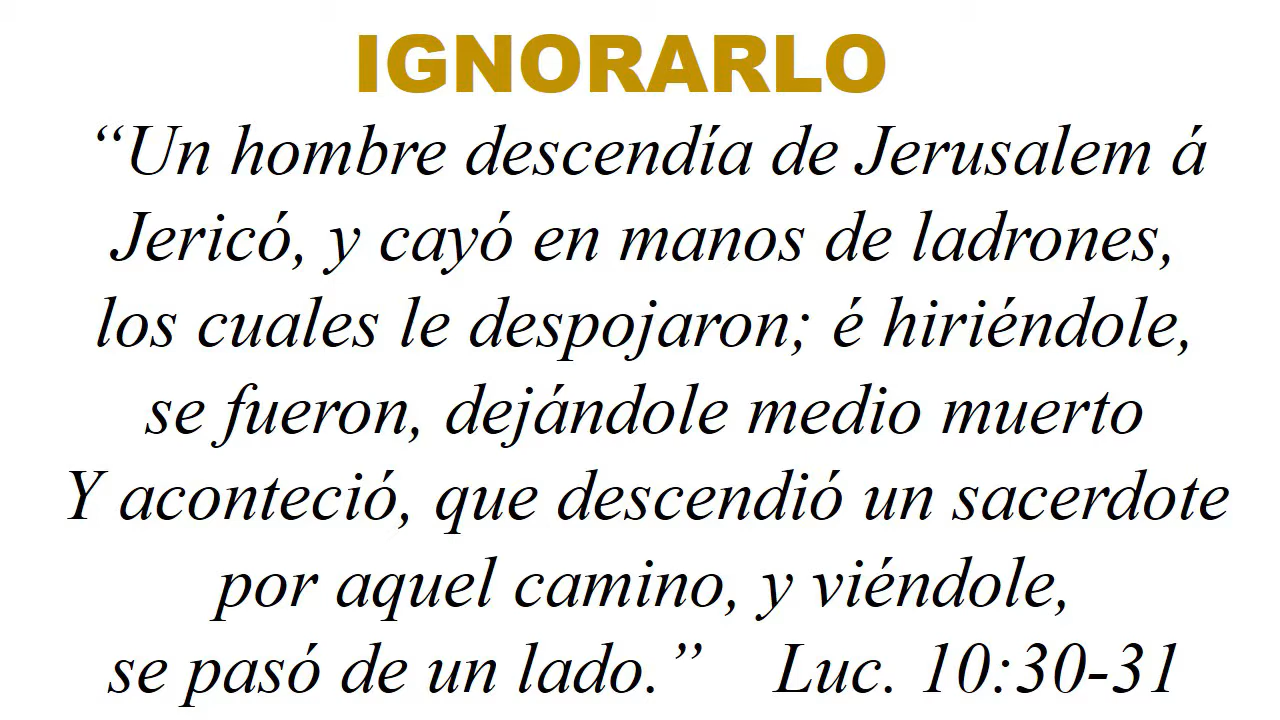 IGNORARLO
“Un hombre descendía de Jerusalem á
Jericó, y cayó en manos de ladrones,
los cuales le despojaron; é hiriéndole,
se fueron, dejándole medio muerto
Y aconteció, que descendió un sacerdote
por aquel camino, y viéndole,
se pasó de un lado.” Luc. 10:30-31